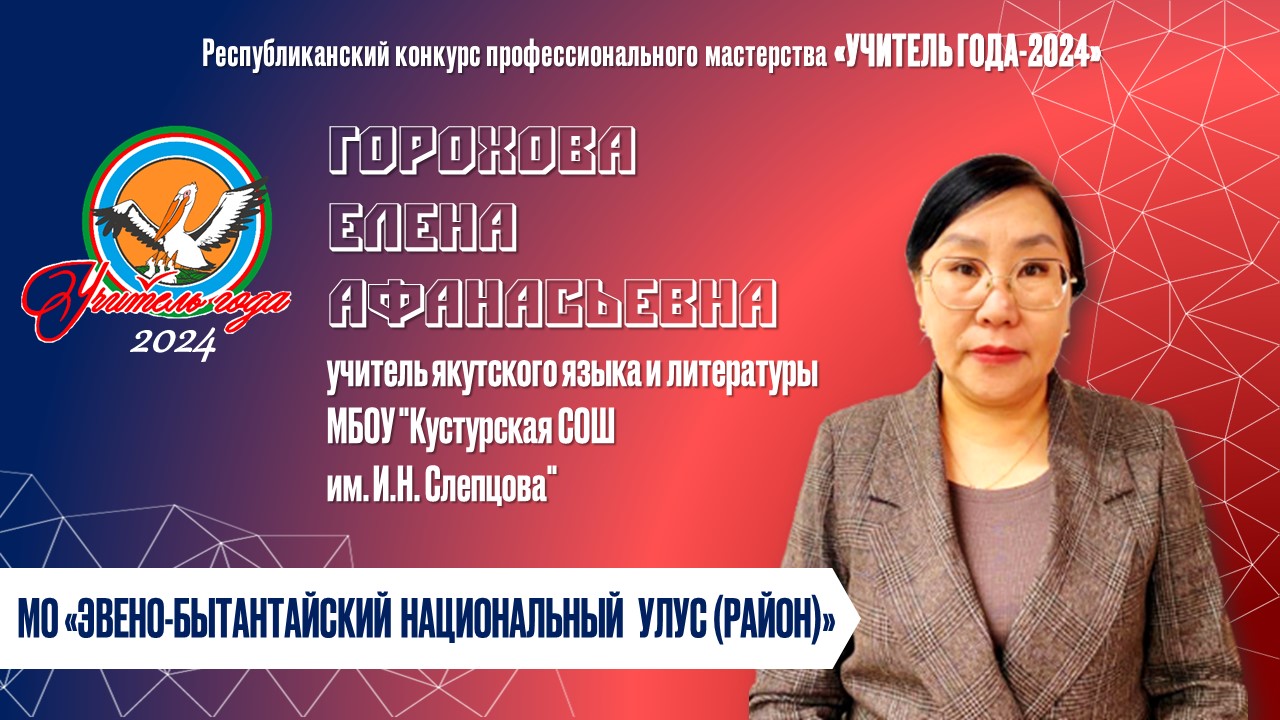 Республиканский конкурс профессионального мастерства «УЧИТЕЛЬ ГОДА-2024»
ГОРОХОВА
ЕЛЕНА
АФАНАСЬЕВНА
Учитель года
2024
учитель якутского языка и литературы
МБОУ "Кустурская СОШ
им. И.Н. Слепцова"
МО «ЭВЕНО-БЫТАНТАЙСКИЙ НАЦИОНАЛЬНЫЙ УЛУС (РАЙОН)»